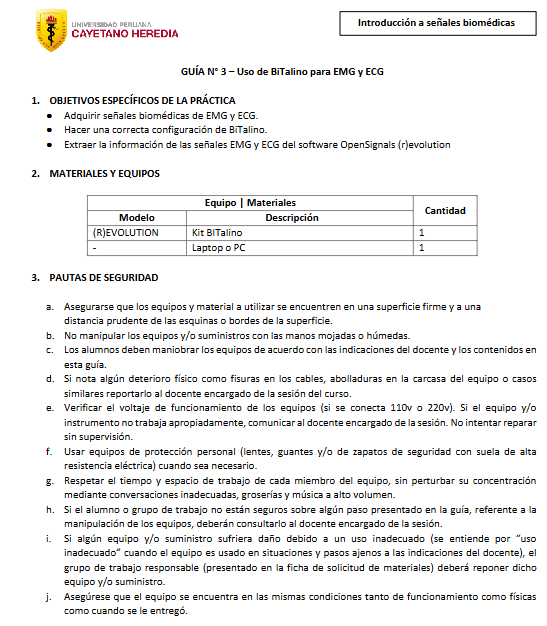 UNIVERSIDAD PERUANA
CAYETANO HEREDIA
Introducción a señales biomédicas
GUÍA N° 3 – Uso de BiTalino para EMG y ECG
1. OBJETIVOS ESPECÍFICOS DE LA PRÁCTICA
• Adquirir señales biomédicas de EMG y ECG.
• Hacer una correcta configuración de BiTalino.
• Extraer la información de las señales EMG y ECG del software OpenSignals (r)evolution
2. MATERIALES Y EQUIPOS
Equipo | Materiales
Cantidad
Modelo Descripción
(R)EVOLUTION Kit BITalino 1
- Laptop o PC 1
3. PAUTAS DE SEGURIDAD
a. Asegurarse que los equipos y material a utilizar se encuentren en una superficie firme y a una
distancia prudente de las esquinas o bordes de la superficie.
b. No manipular los equipos y/o suministros con las manos mojadas o húmedas.
c. Los alumnos deben maniobrar los equipos de acuerdo con las indicaciones del docente y los contenidos en
esta guía.
d. Si nota algún deterioro físico como fisuras en los cables, abolladuras en la carcasa del equipo o casos
similares reportarlo al docente encargado de la sesión del curso.
e. Verificar el voltaje de funcionamiento de los equipos (si se conecta 110v o 220v). Si el equipo y/o
instrumento no trabaja apropiadamente, comunicar al docente encargado de la sesión. No intentar reparar
sin supervisión.
f. Usar equipos de protección personal (lentes, guantes y/o de zapatos de seguridad con suela de alta
resistencia eléctrica) cuando sea necesario.
g. Respetar el tiempo y espacio de trabajo de cada miembro del equipo, sin perturbar su concentración
mediante conversaciones inadecuadas, groserías y música a alto volumen.
h. Si el alumno o grupo de trabajo no están seguros sobre algún paso presentado en la guía, referente a la
manipulación de los equipos, deberán consultarlo al docente encargado de la sesión.
i. Si algún equipo y/o suministro sufriera daño debido a un uso inadecuado (se entiende por “uso
inadecuado” cuando el equipo es usado en situaciones y pasos ajenos a las indicaciones del docente), el
grupo de trabajo responsable (presentado en la ficha de solicitud de materiales) deberá reponer dicho
equipo y/o suministro.
j. Asegúrese que el equipo se encuentra en las mismas condiciones tanto de funcionamiento como físicas
como cuando se le entregó.